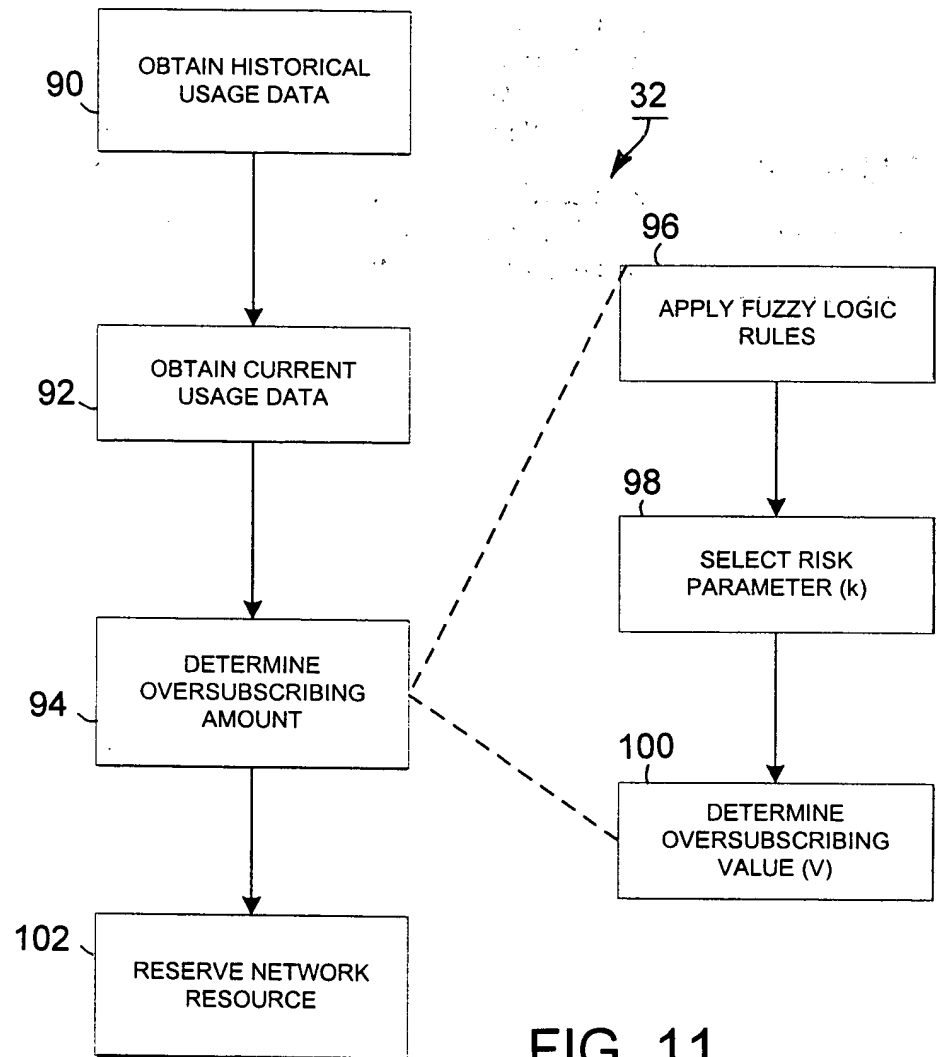 90
OBTAIN HISTORICAL
USAGE DATA
32
92
OBTAIN CURRENT
USAGE DATA
94
DETERMINE
OVERSUBSCRIBING
AMOUNT
96
APPLY FUZZY LOGIC
RULES
98
SELECT RISK
PARAMETER (k)
100
DETERMINE
OVERSUBSCRIBING
VALUE (V)
102
RESERVE NETWORK
RESOURCE
FIG. 11